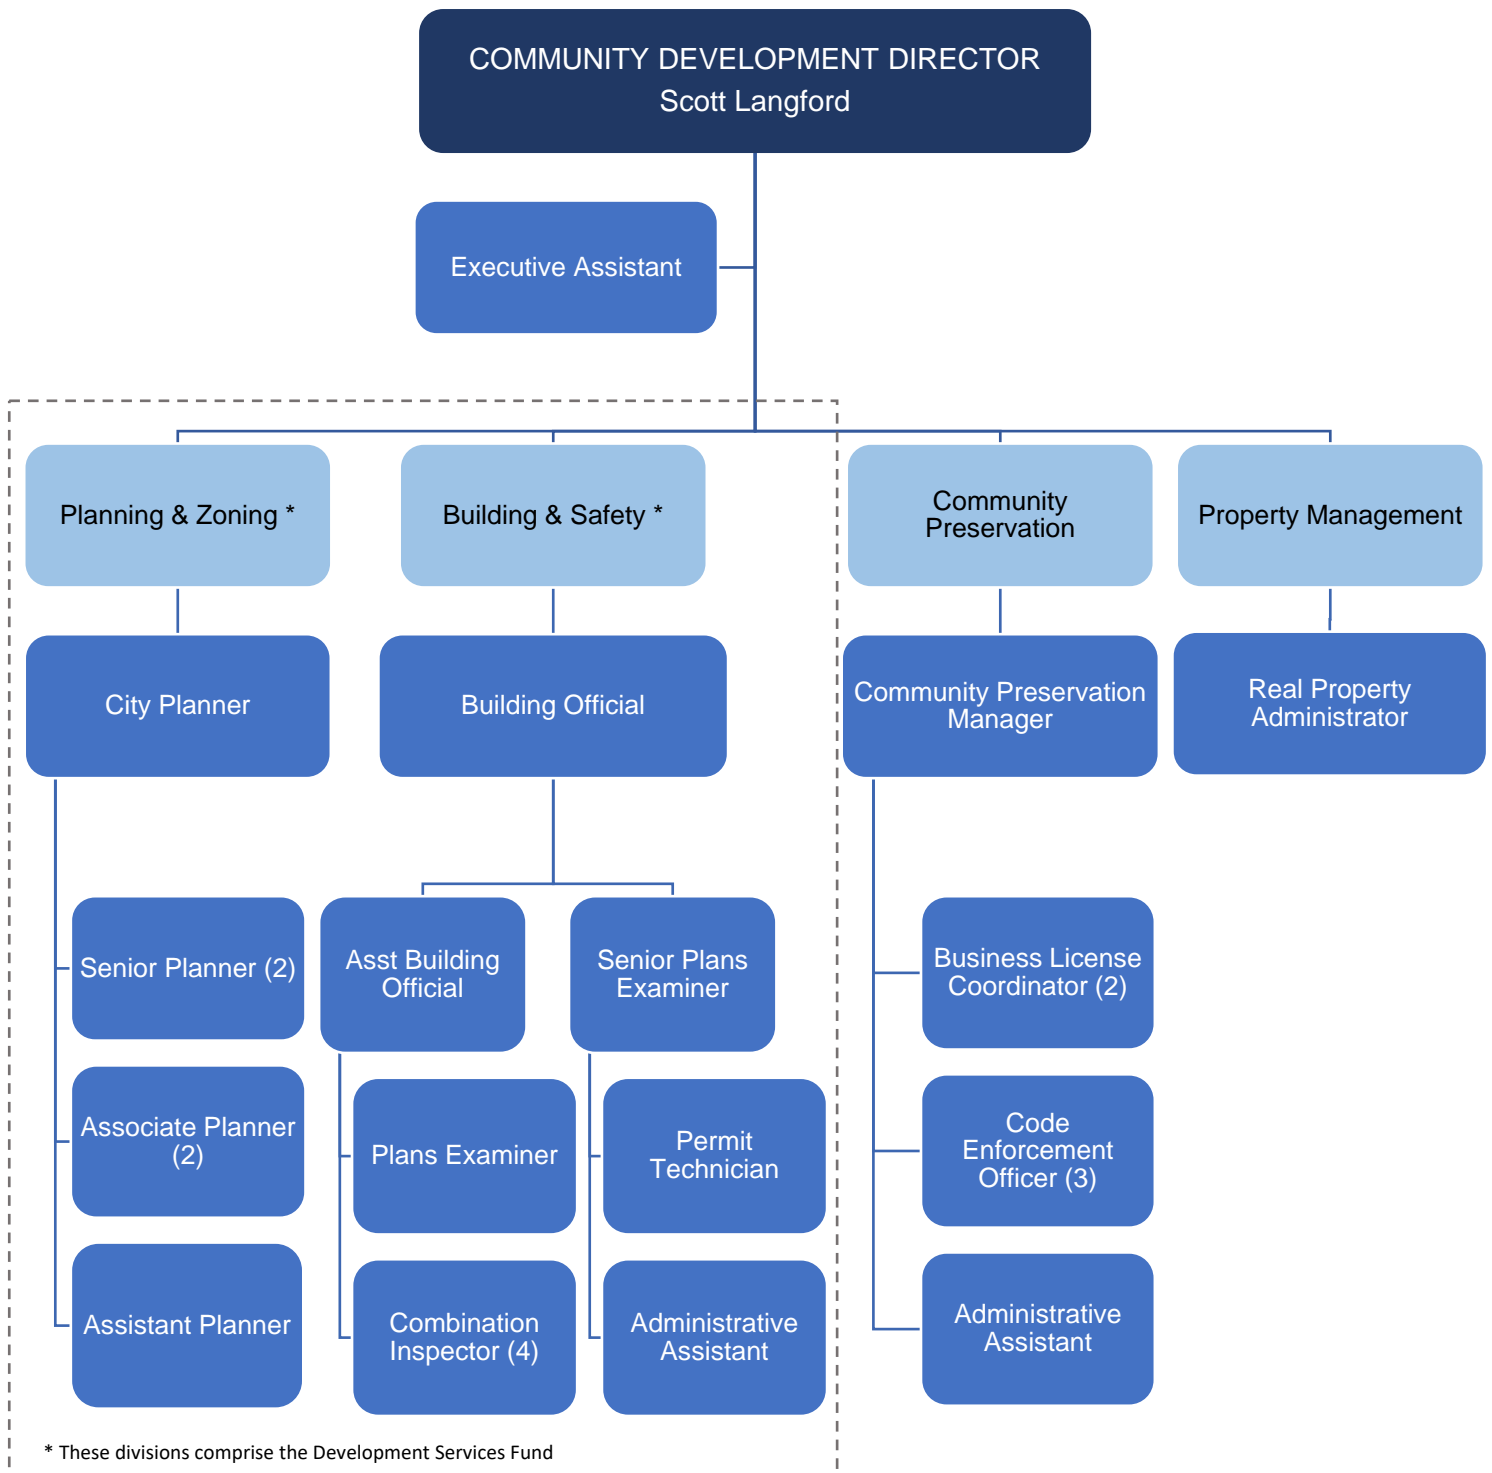 COMMUNITY DEVELOPMENT DIRECTOR
Scott Langford
Executive Assistant
Planning & Zoning *
Building & Safety *
Community
Preservation
Property Management
City Planner
Building Official
Community Preservation
Manager
Real Property
Administrator
Senior Planner (2)
Asst Building
Official
Senior Plans
Examiner
Business License
Coordinator (2)
Associate Planner
(2)
Plans Examiner
Permit
Technician
Code
Enforcement
Officer (3)
Assistant Planner
Combination
Inspector (4)
Administrative
Assistant
Administrative
Assistant
* These divisions comprise the Development Services Fund